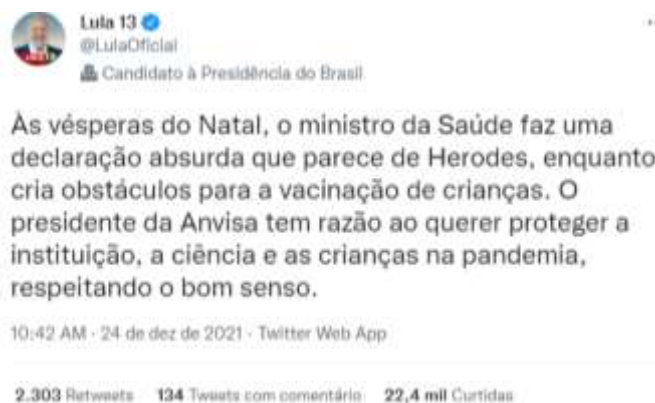 Lula 13
@LulaOficial
Candidato à Presidência do Brasil
Às vésperas do Natal, o ministro da Saúde faz uma
declaração absurda que parece de Herodes, enquanto
cria obstáculos para a vacinação de crianças. O
presidente da Anvisa tem razão ao querer proteger a
instituição, a ciência e as crianças na pandemia,
respeitando o bom senso.
10:42 AM · 24 de dez de 2021 · Twitter Web App
2.303 Retweets 134 Tweets com comentário 22,4 mil Curtidas